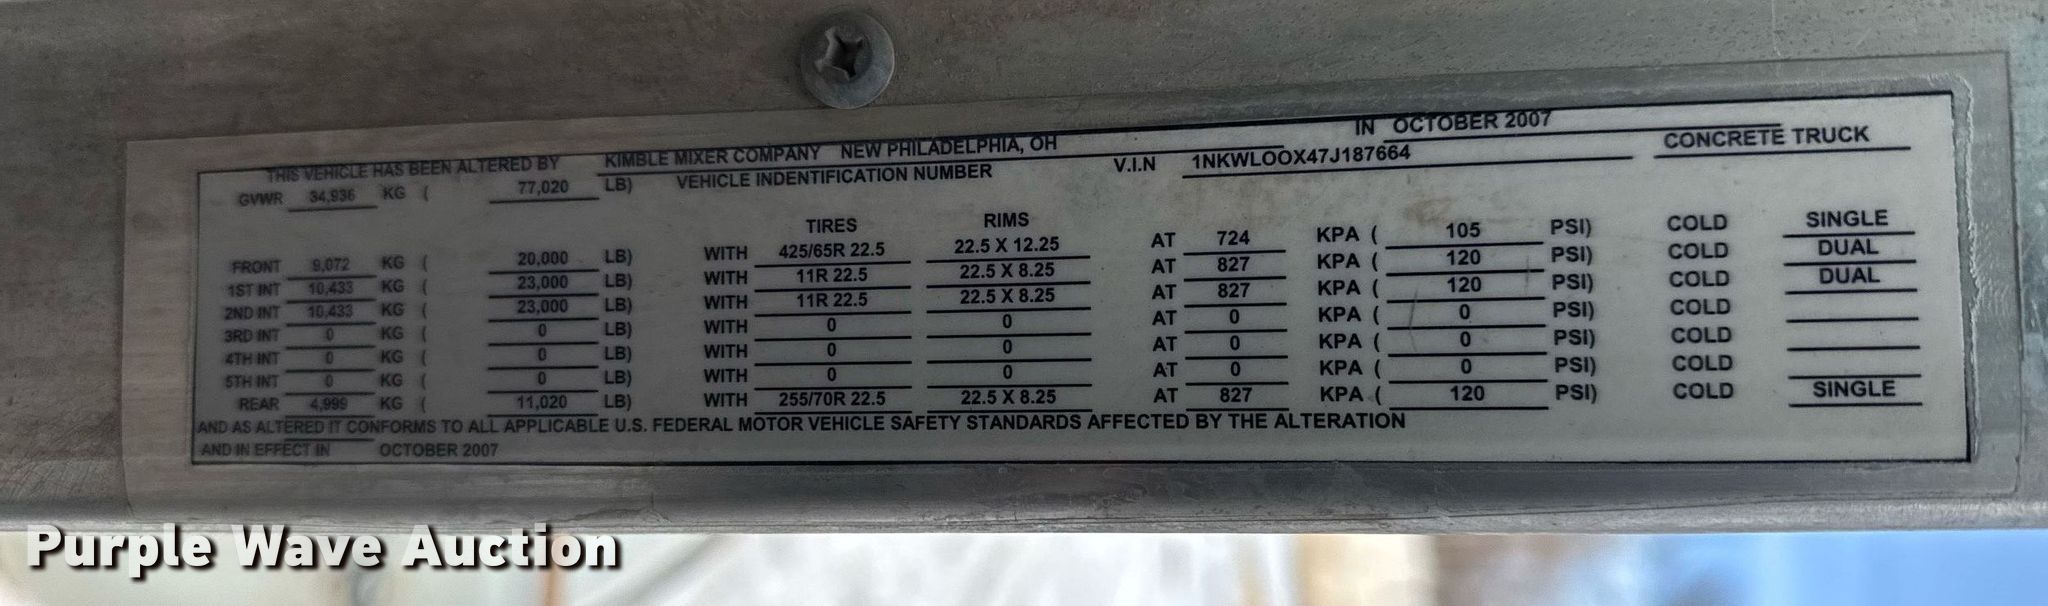 THIS VEHICLE HAS BEEN ALTERED BY KIMBLE MIXER COMPANY NEW PHILADELPHIA, OH IN OCTOBER 2007
GVWR 34,936 KG ( 77,020 LB) VEHICLE INDENTIFICATION NUMBER V.I.N 1NKWLOOX47J187664 CONCRETE TRUCK
TIRES RIMS
FRONT 9,072 KG ( 20,000 LB) WITH 425/65R 22.5 22.5 X 12.25 AT 724 KPA ( 105 PSI) COLD SINGLE
1ST INT 10,433 KG ( 23,000 LB) WITH 11R 22.5 22.5 X 8.25 AT 827 KPA ( 120 PSI) COLD DUAL
2ND INT 10,433 KG ( 23,000 LB) WITH 11R 22.5 22.5 X 8.25 AT 827 KPA ( 120 PSI) COLD DUAL
3RD INT 0 KG ( 0 LB) WITH 0 0 AT 0 KPA ( 0 PSI) COLD
4TH INT 0 KG ( 0 LB) WITH 0 0 AT 0 KPA ( 0 PSI) COLD
5TH INT 0 KG ( 0 LB) WITH 0 0 AT 0 KPA ( 0 PSI) COLD
REAR 4,999 KG ( 11,020 LB) WITH 255/70R 22.5 22.5 X 8.25 AT 827 KPA ( 120 PSI) COLD SINGLE
AND AS ALTERED IT CONFORMS TO ALL APPLICABLE U.S. FEDERAL MOTOR VEHICLE SAFETY STANDARDS AFFECTED BY THE ALTERATION
AND IN EFFECT IN OCTOBER 2007
Purple Wave Auction